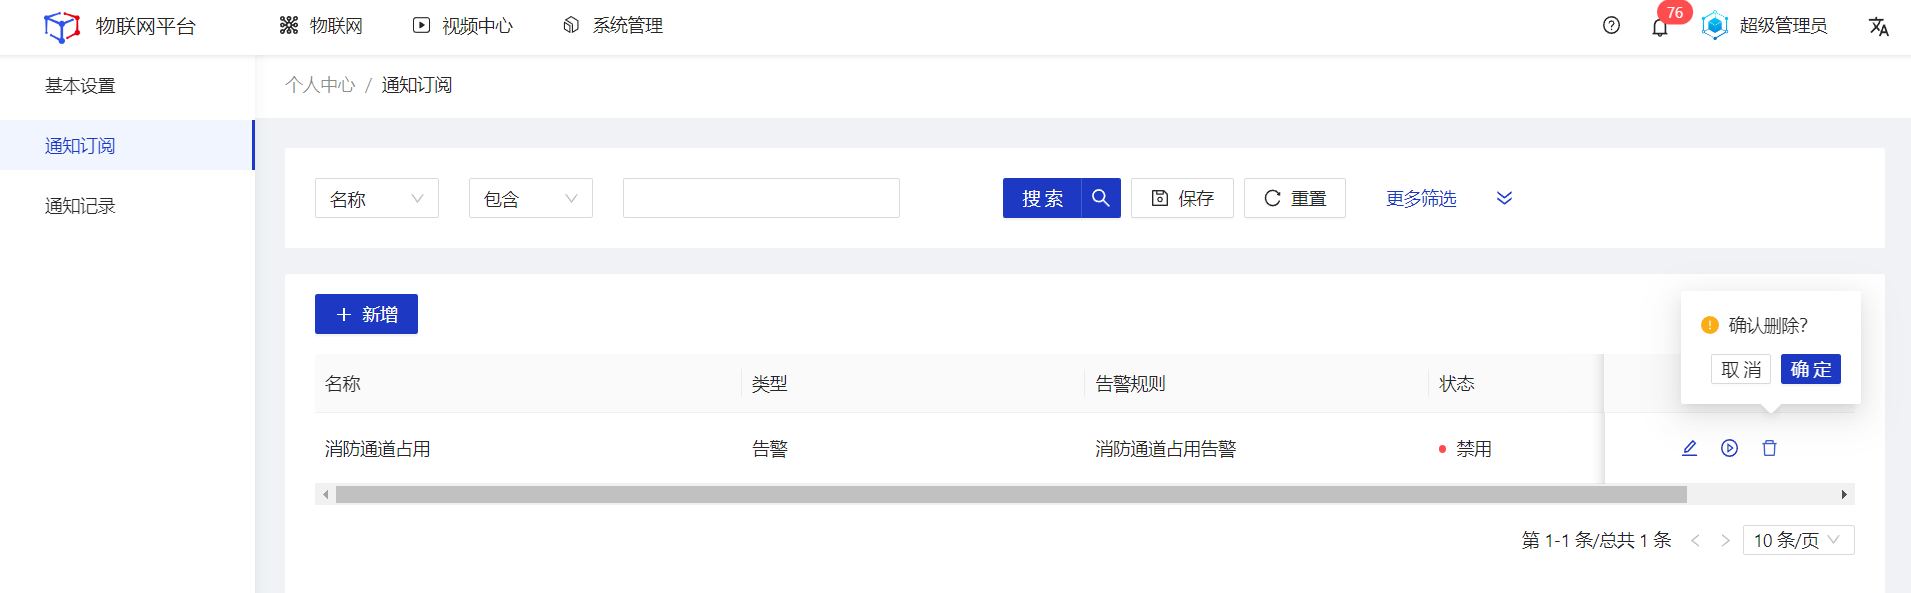 物联网平台 物联网 视频中心 系统管理 76 超级管理员
基本设置
通知订阅
通知记录
个人中心 / 通知订阅
名称 包含 搜索 保存 重置 更多筛选
新增
确认删除?
取消 确定
名称 类型 告警规则 状态
消防通道占用 告警 消防通道占用告警 禁用
第 1-1 条/总共 1 条 10 条/页